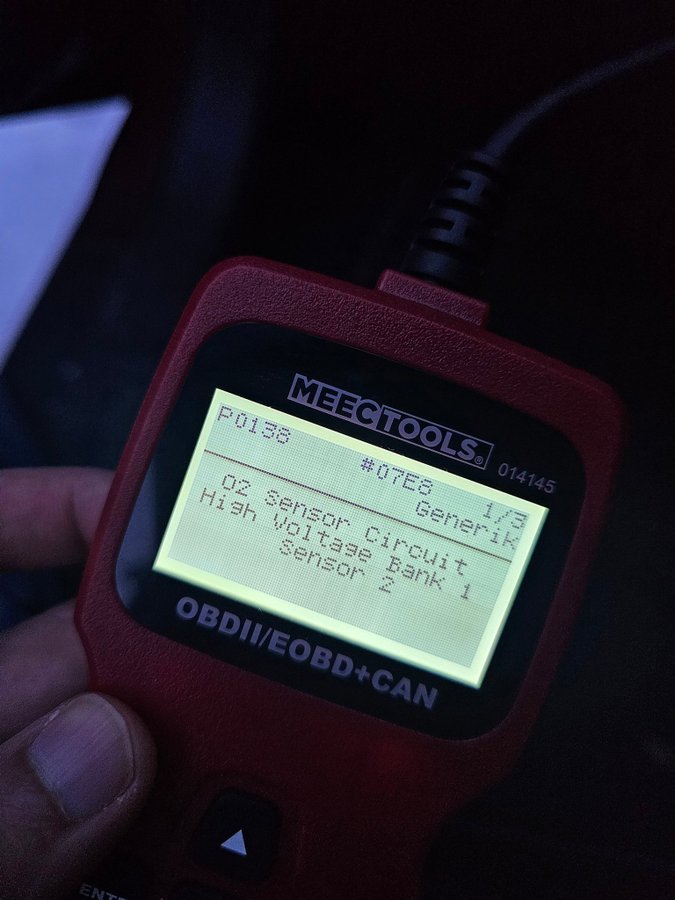 MEECTOOLS®
014145
P0138
#07E8 1/3
Generik
O2 Sensor Circuit
High Voltage Bank 1
Sensor 2
OBDII/EOBD+CAN